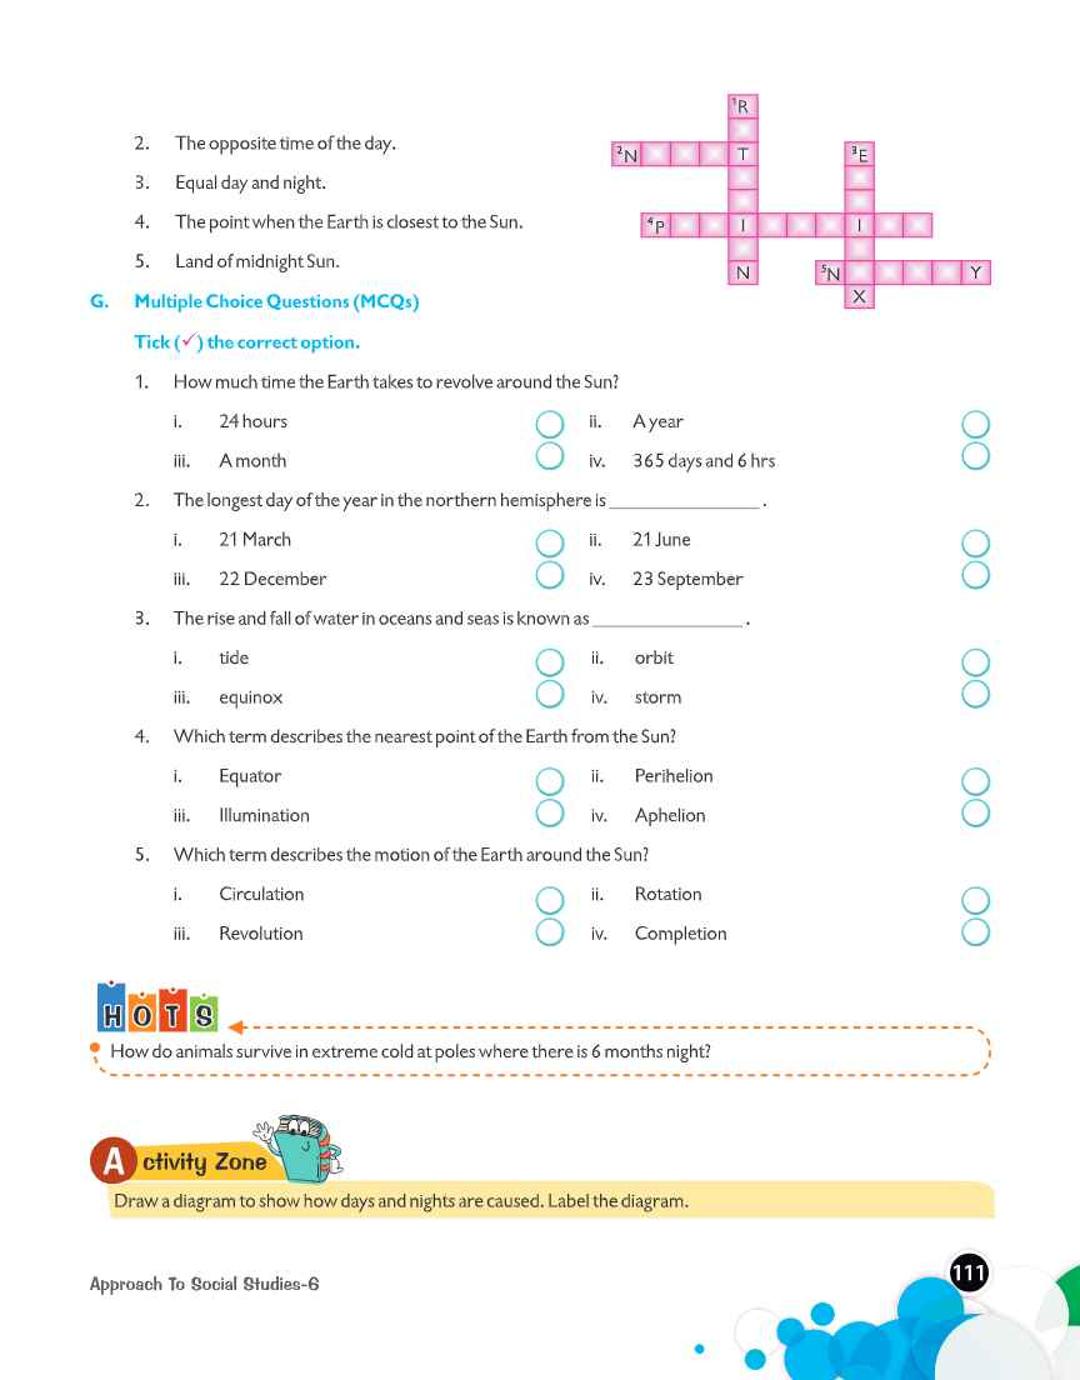 1R
2. The opposite time of the day.
2N T 3E
3. Equal day and night.
4. The point when the Earth is closest to the Sun.
4P I I
5. Land of midnight Sun.
N 5N Y
X
G. Multiple Choice Questions (MCQs)
Tick (✓) the correct option.
1. How much time the Earth takes to revolve around the Sun?
i. 24 hours ii. A year
iii. A month iv. 365 days and 6 hrs
2. The longest day of the year in the northern hemisphere is _______________ .
i. 21 March ii. 21 June
iii. 22 December iv. 23 September
3. The rise and fall of water in oceans and seas is known as _______________ .
i. tide ii. orbit
iii. equinox iv. storm
4. Which term describes the nearest point of the Earth from the Sun?
i. Equator ii. Perihelion
iii. Illumination iv. Aphelion
5. Which term describes the motion of the Earth around the Sun?
i. Circulation ii. Rotation
iii. Revolution iv. Completion
HOTS
How do animals survive in extreme cold at poles where there is 6 months night?
Activity Zone
Draw a diagram to show how days and nights are caused. Label the diagram.
Approach To Social Studies-6
111